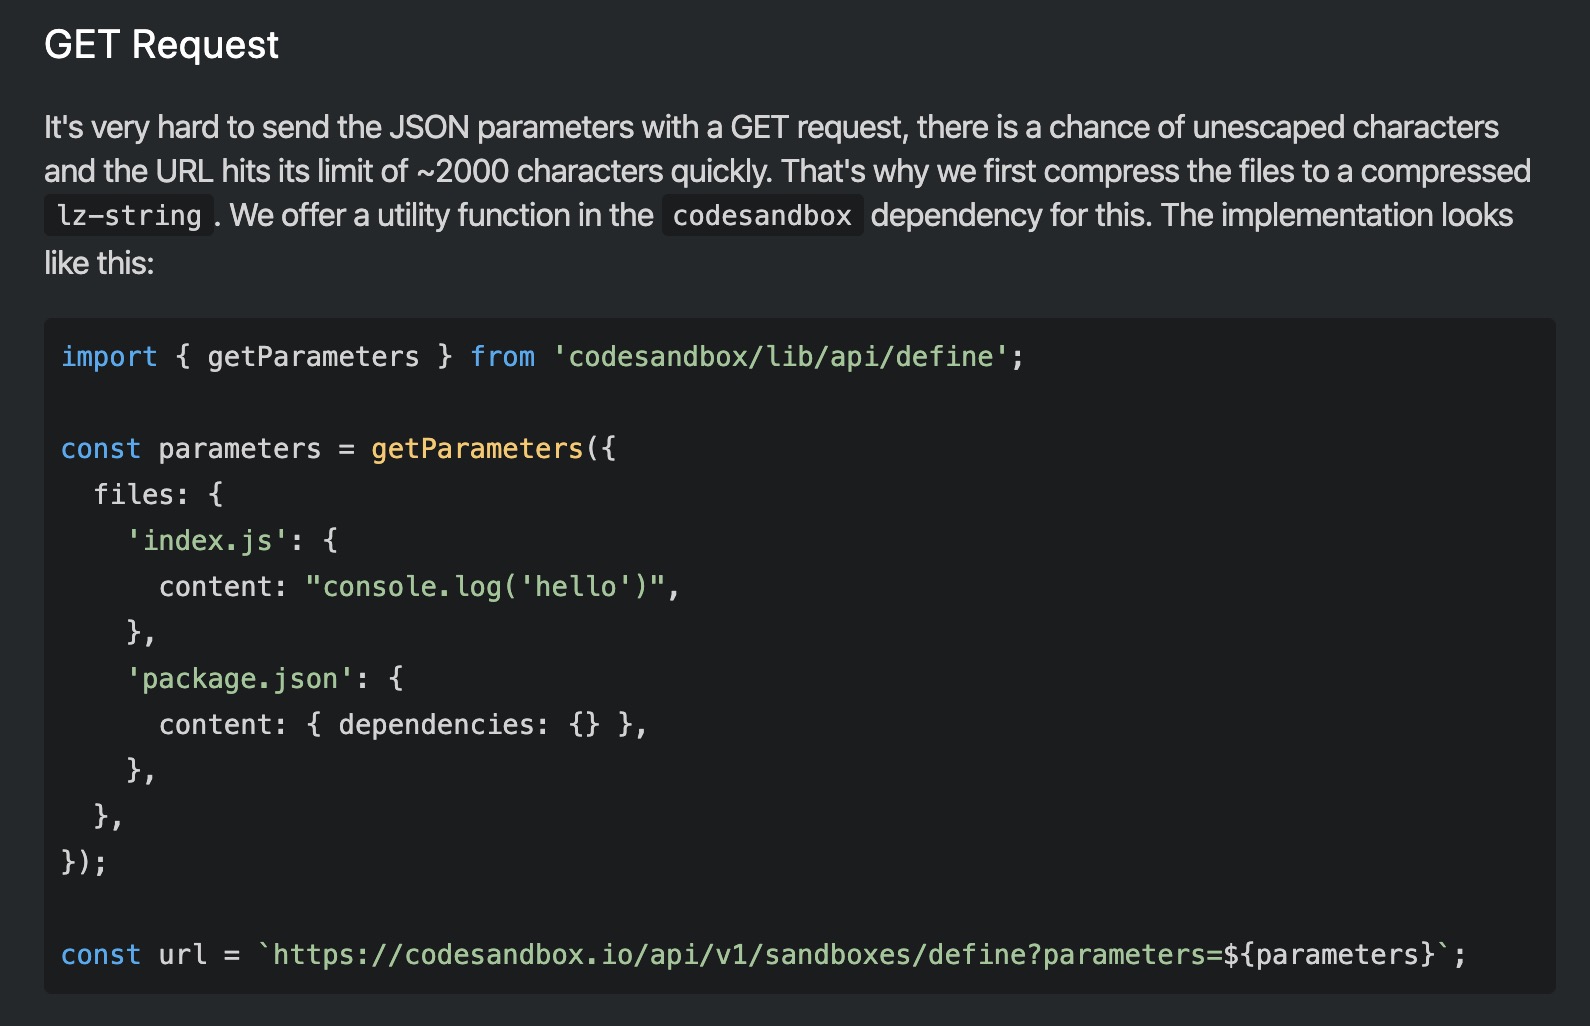 GET Request
It's very hard to send the JSON parameters with a GET request, there is a chance of unescaped characters
and the URL hits its limit of ~2000 characters quickly. That's why we first compress the files to a compressed
lz-string. We offer a utility function in the codesandbox dependency for this. The implementation looks
like this:
import { getParameters } from 'codesandbox/lib/api/define';
const parameters = getParameters({
  files: {
    'index.js': {
      content: "console.log('hello')",
    },
    'package.json': {
      content: { dependencies: {} },
    },
  },
});
const url = `https://codesandbox.io/api/v1/sandboxes/define?parameters=${parameters}`;